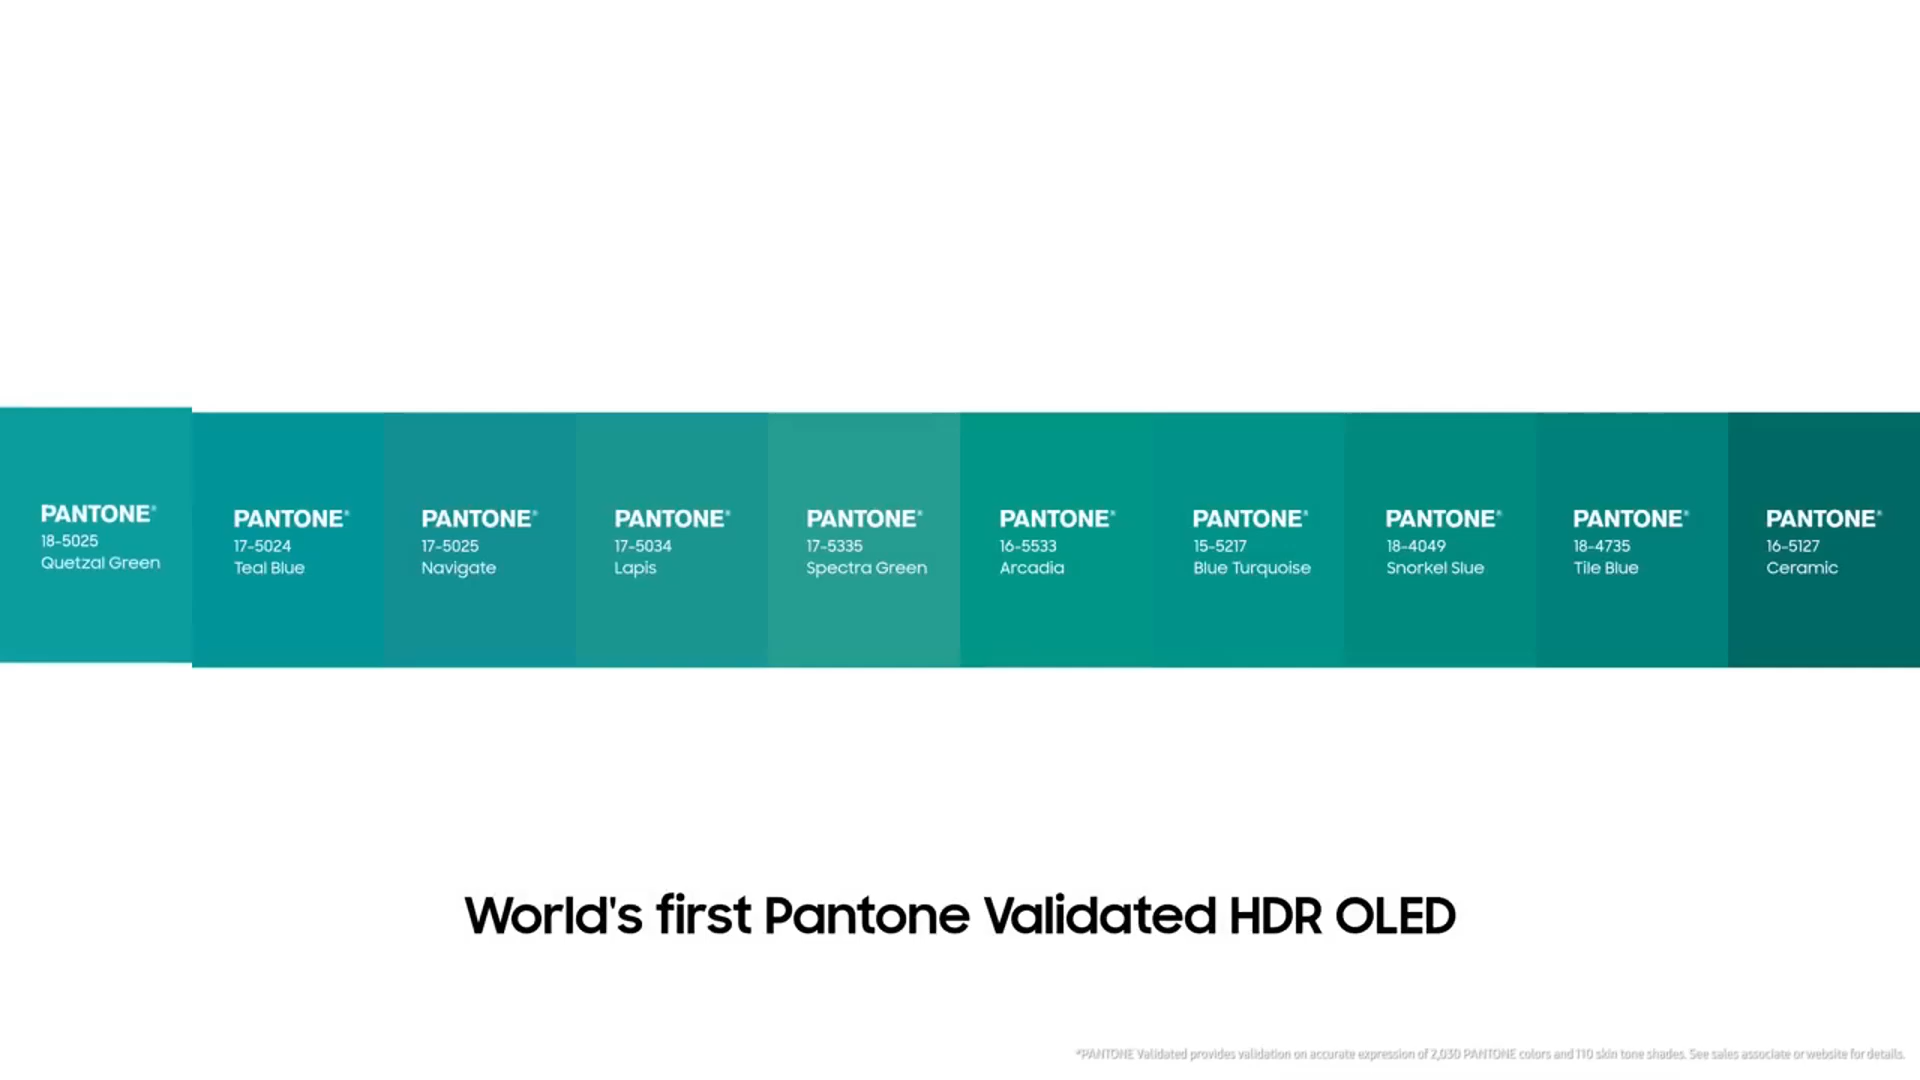 PANTONE®
18-5025
Quetzal Green
PANTONE®
17-5024
Teal Blue
PANTONE®
17-5025
Navigate
PANTONE®
17-5034
Lapis
PANTONE®
17-5335
Spectra Green
PANTONE®
16-5533
Arcadia
PANTONE®
15-5217
Blue Turquoise
PANTONE®
18-4049
Snorkel Slue
PANTONE®
18-4735
Tile Blue
PANTONE®
16-5127
Ceramic
World's first Pantone Validated HDR OLED
*PANTONE Validated provides validation on accurate expression of 2,030 PANTONE colors and 110 skin tone shades. See sales associate or website for details.